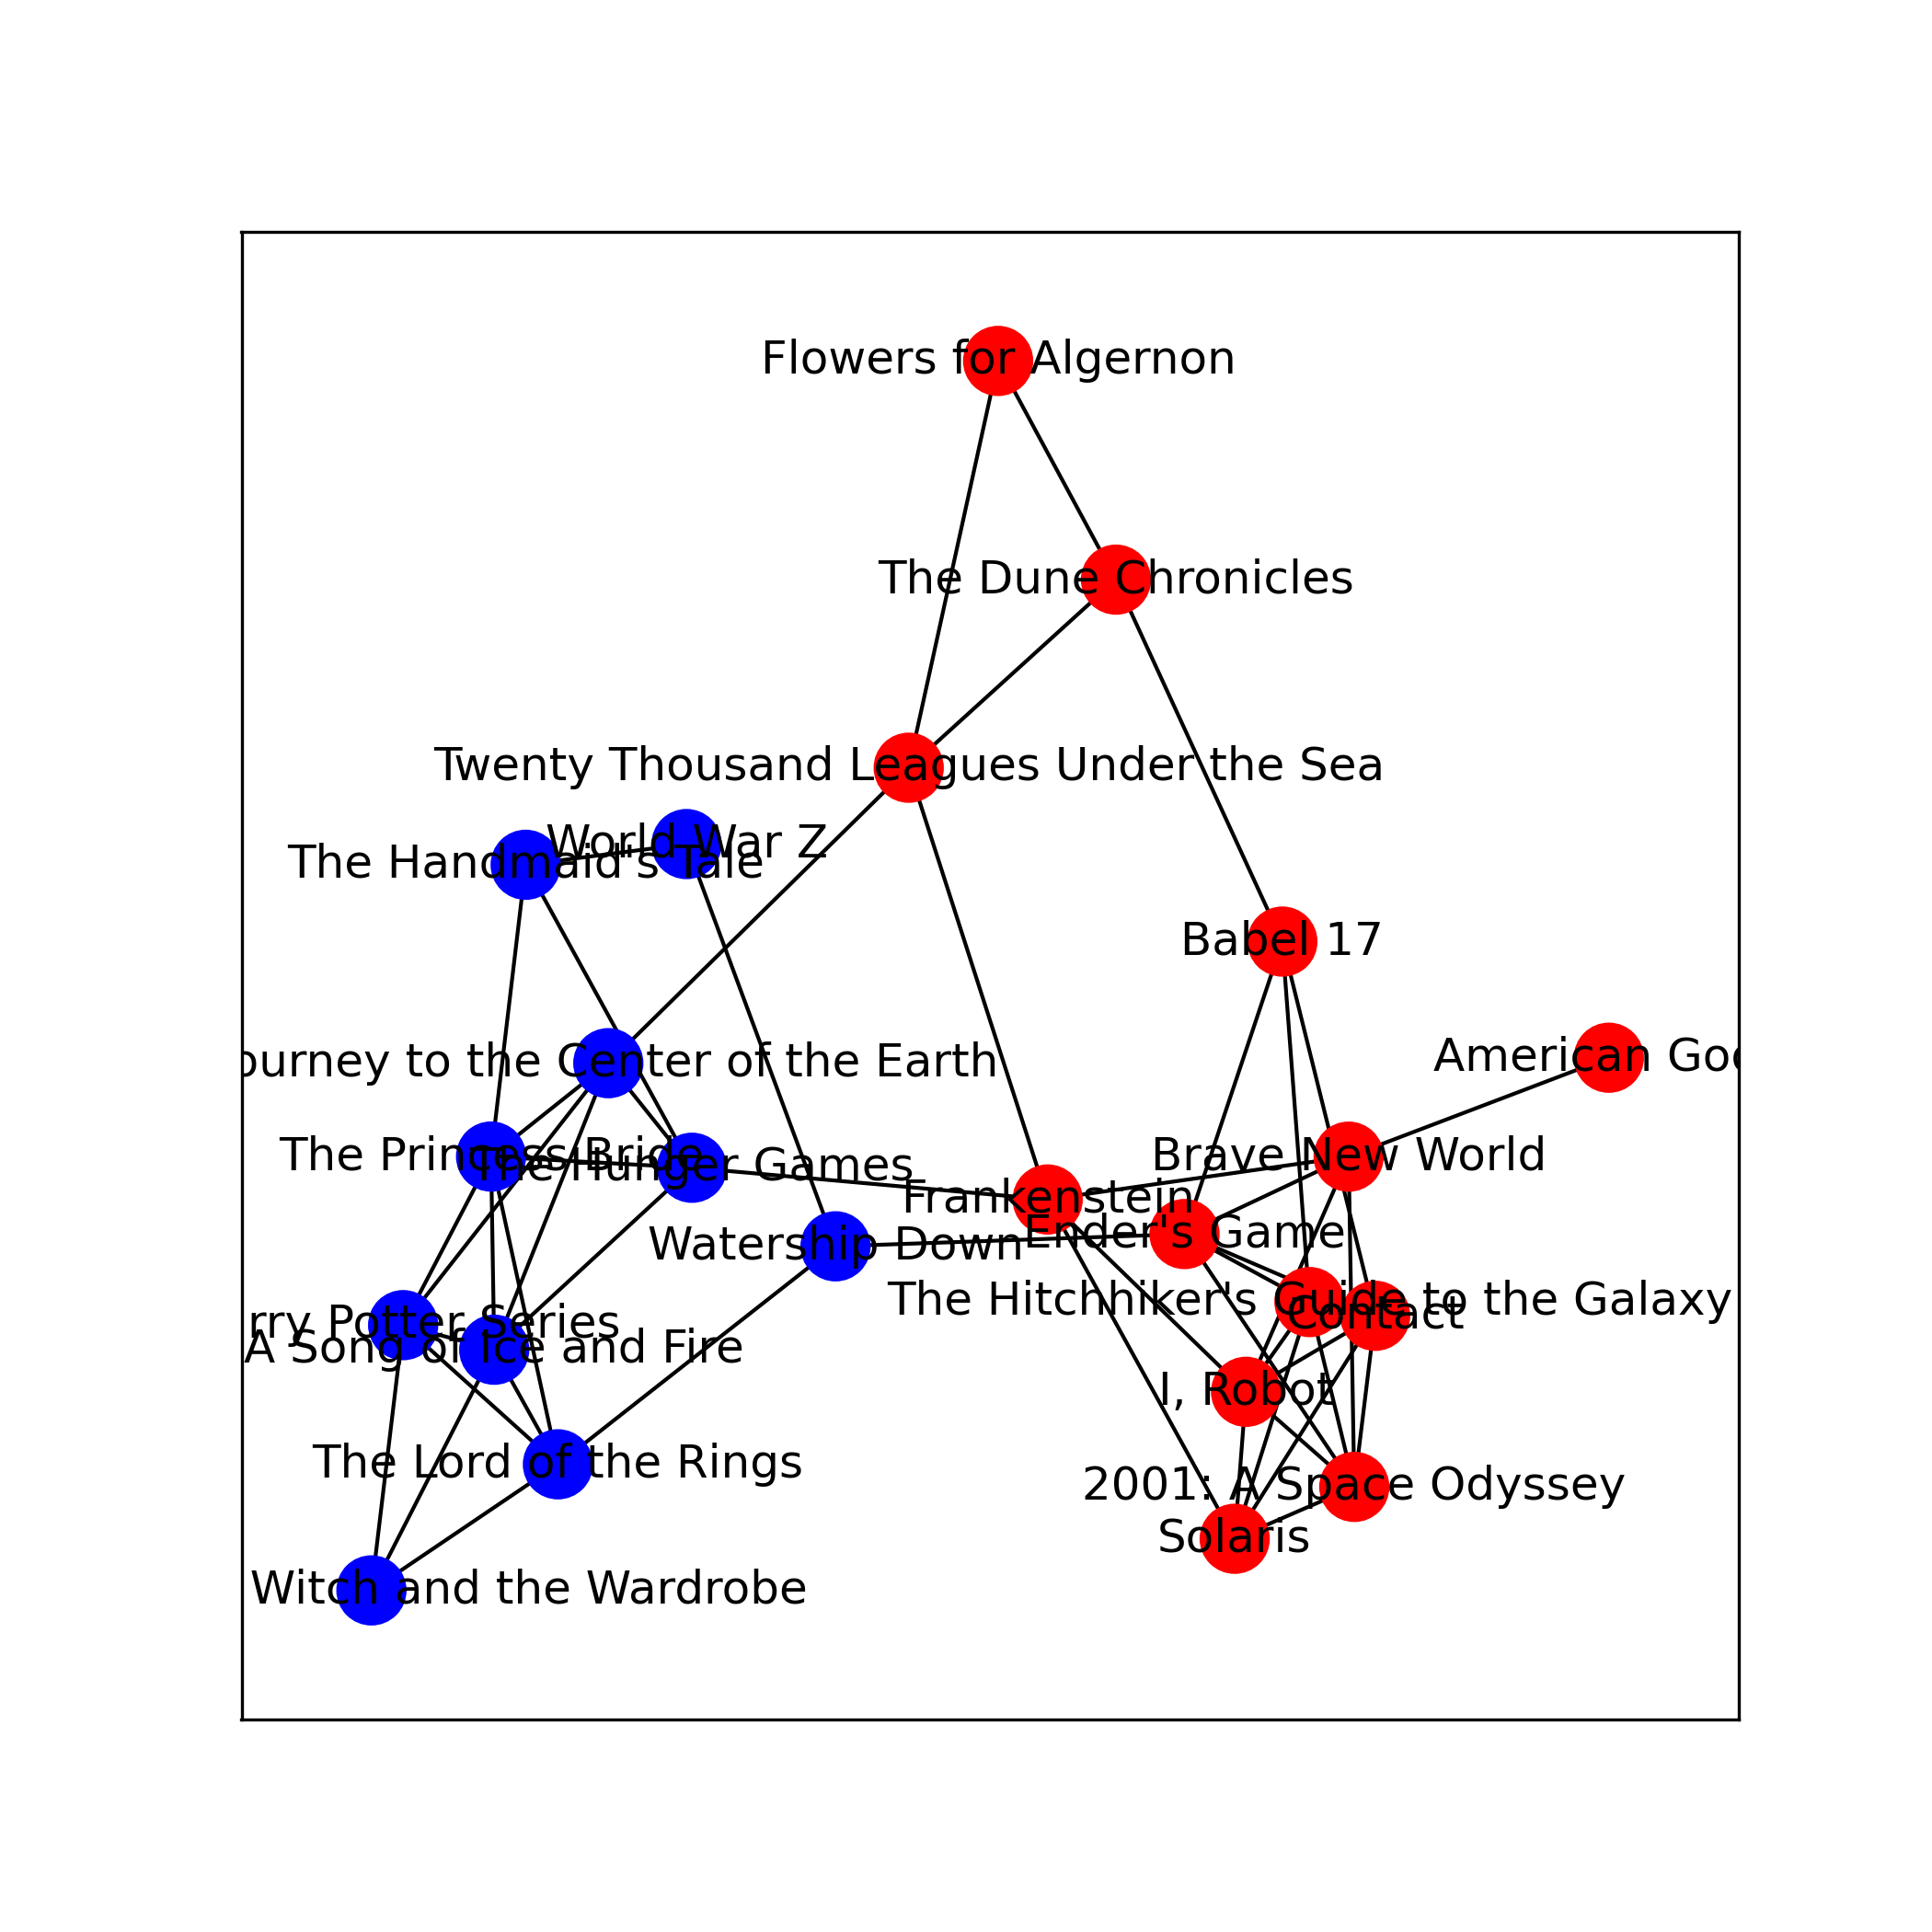 Flowers for Algernon
The Dune Chronicles
Twenty Thousand Leagues Under the Sea
World War Z
The Handmaid's Tale
Babel 17
American Go
ourney to the Center of the Earth
The Princess Bride
Brave New World
The Hunger Games
Frankenstein
Ender's Game
Watership Down
The Hitchhiker's Guide to the Galaxy
Contact
rry Potter Series
A Song of Ice and Fire
I, Robot
The Lord of the Rings
2001: A Space Odyssey
Solaris
Witch and the Wardrobe